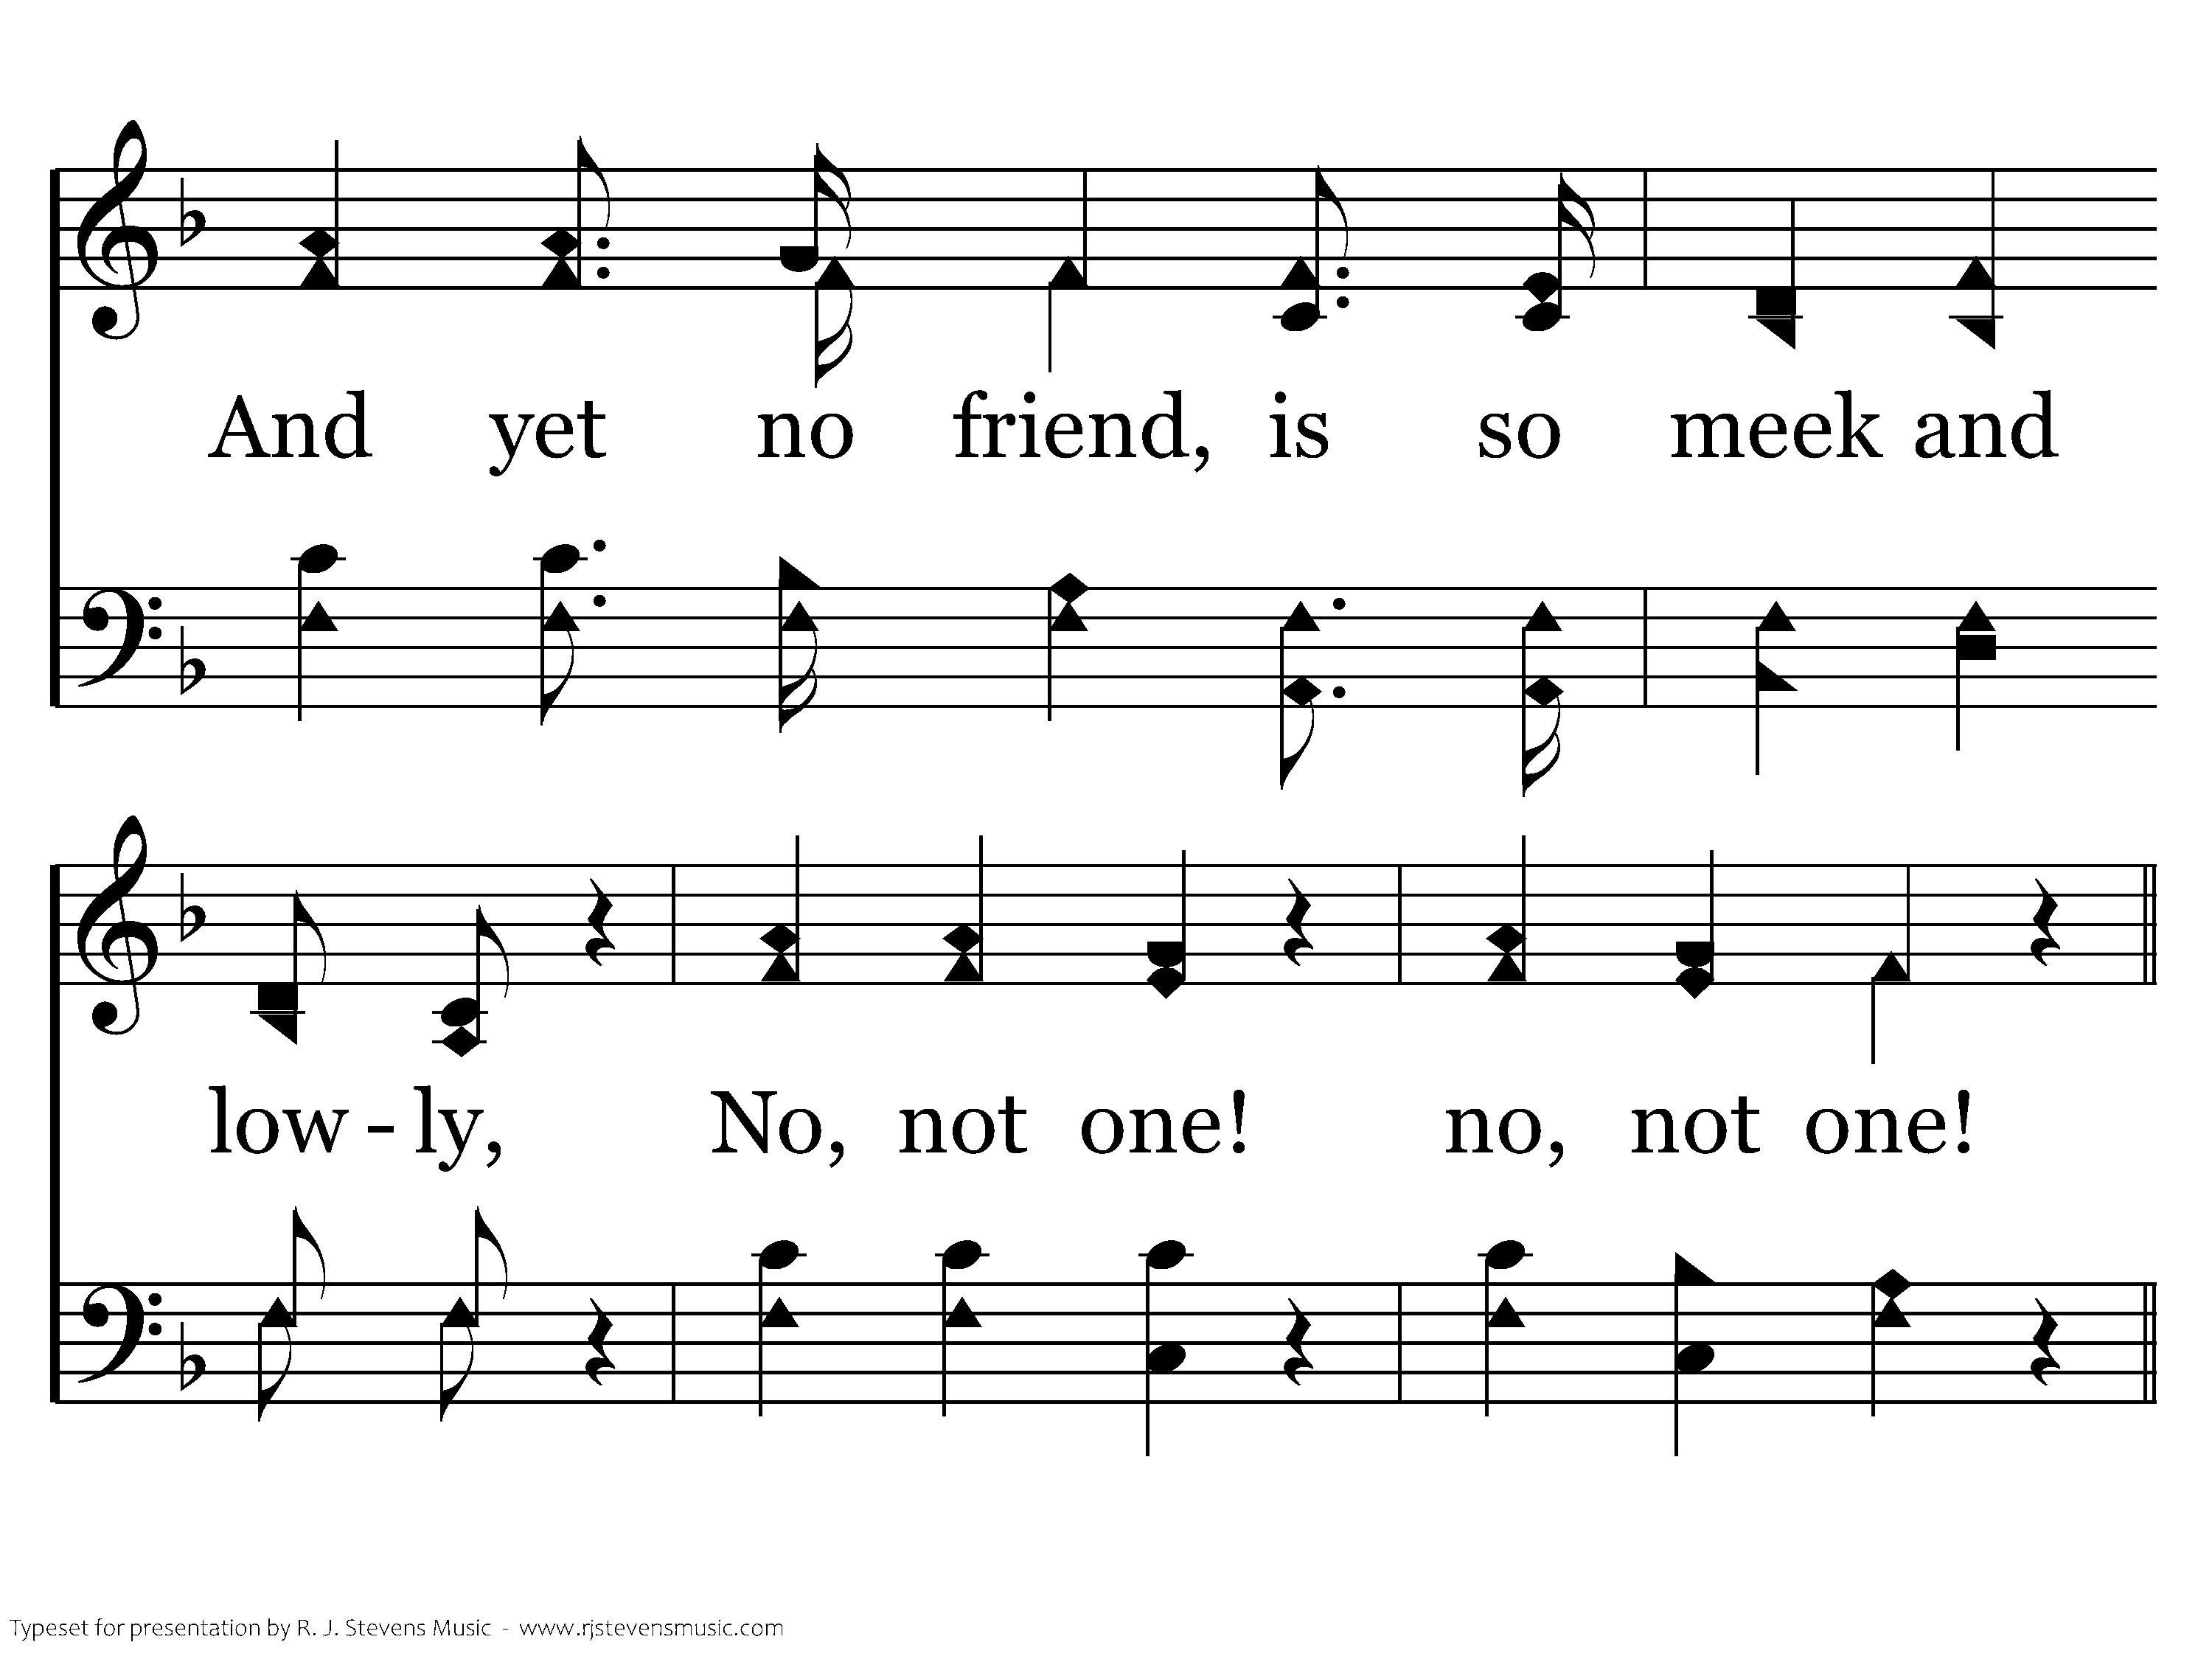 And yet no friend, is so meek and
low - ly, No, not one! no, not one!
Typeset for presentation by R. J. Stevens Music - www.rjstevensmusic.com